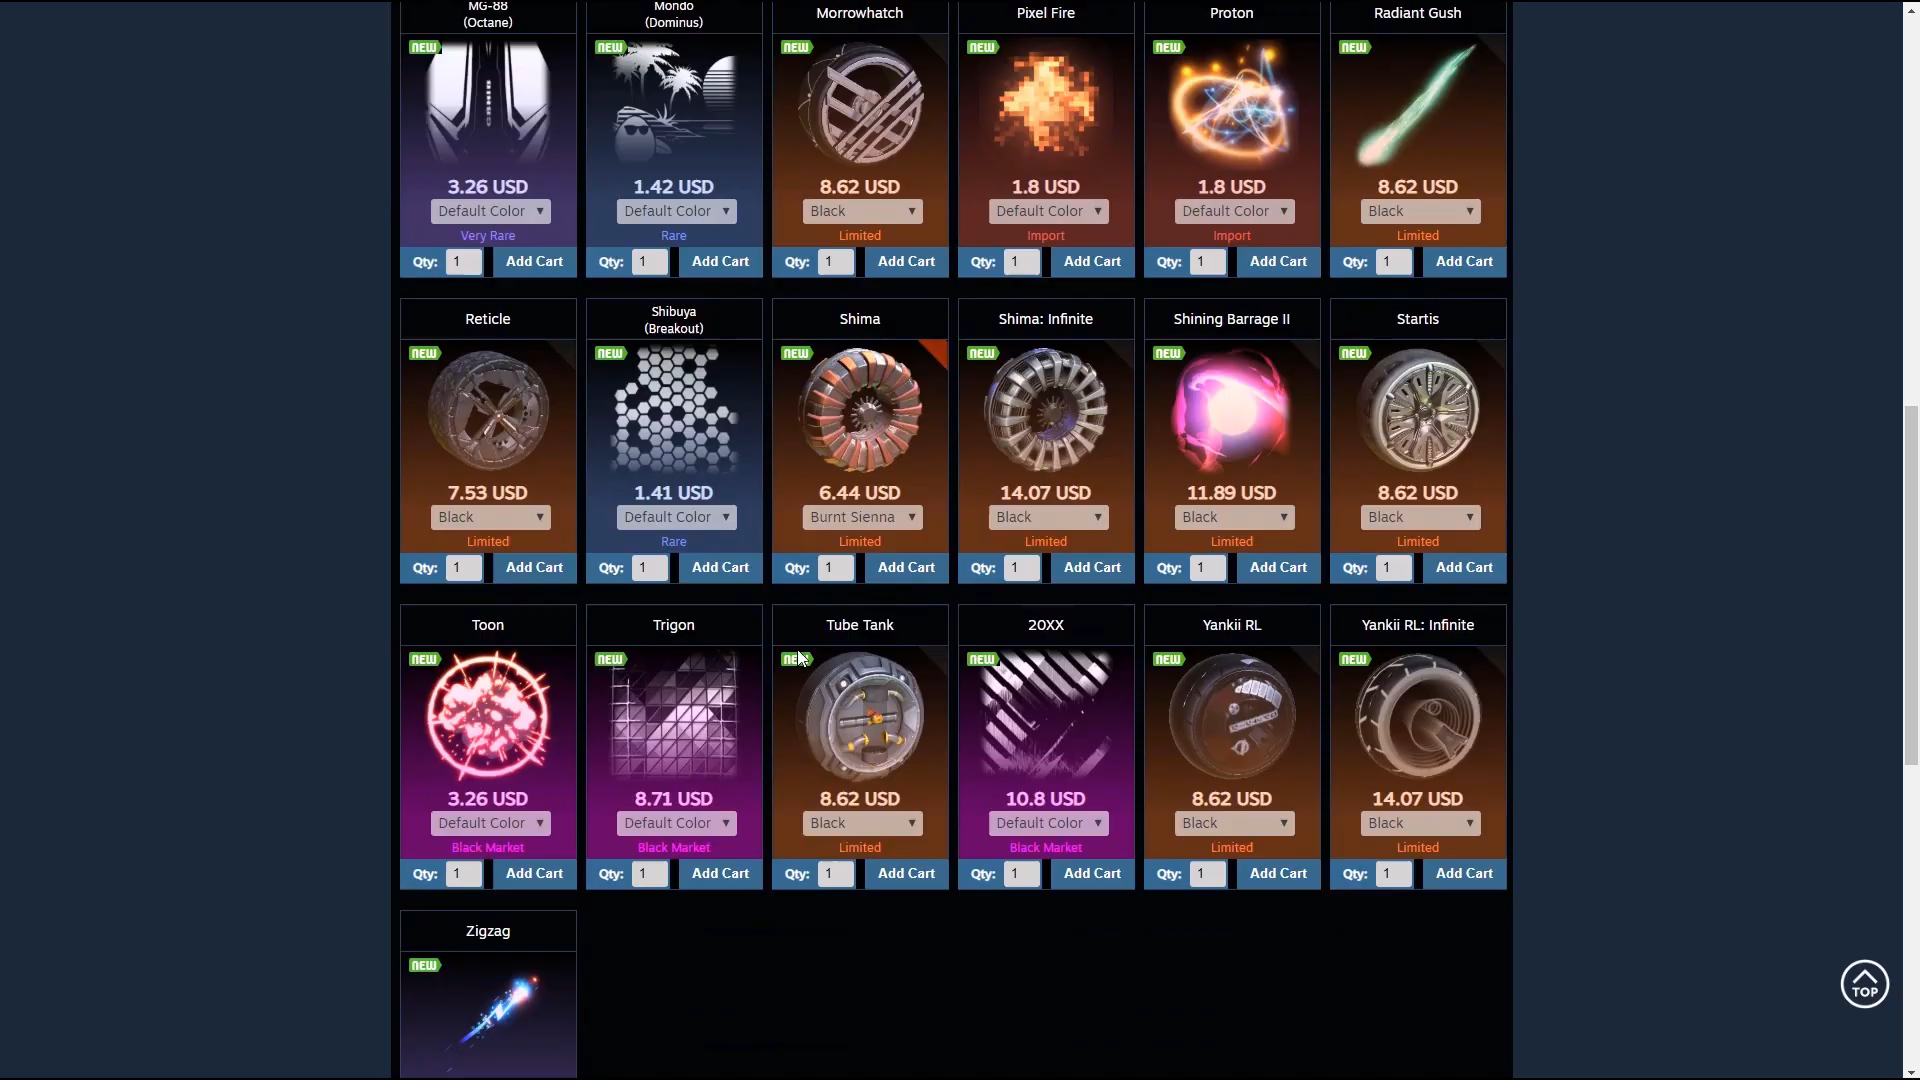 MG-88
(Octane)
Mondo
(Dominus)
Morrowhatch
Pixel Fire
Proton
Radiant Gush
NEW
NEW
NEW
NEW
NEW
NEW
3.26 USD
1.42 USD
8.62 USD
1.8 USD
1.8 USD
8.62 USD
Default Color
Default Color
Black
Default Color
Default Color
Black
Very Rare
Rare
Limited
Import
Import
Limited
Qty: 1 Add Cart
Qty: 1 Add Cart
Qty: 1 Add Cart
Qty: 1 Add Cart
Qty: 1 Add Cart
Qty: 1 Add Cart
Reticle
Shibuya
(Breakout)
Shima
Shima: Infinite
Shining Barrage II
Startis
NEW
NEW
NEW
NEW
NEW
NEW
7.53 USD
1.41 USD
6.44 USD
14.07 USD
11.89 USD
8.62 USD
Black
Default Color
Burnt Sienna
Black
Black
Black
Limited
Rare
Limited
Limited
Limited
Limited
Qty: 1 Add Cart
Qty: 1 Add Cart
Qty: 1 Add Cart
Qty: 1 Add Cart
Qty: 1 Add Cart
Qty: 1 Add Cart
Toon
Trigon
Tube Tank
20XX
Yankii RL
Yankii RL: Infinite
NEW
NEW
NEW
NEW
NEW
NEW
3.26 USD
8.71 USD
8.62 USD
10.8 USD
8.62 USD
14.07 USD
Default Color
Default Color
Black
Default Color
Black
Black
Black Market
Black Market
Limited
Black Market
Limited
Limited
Qty: 1 Add Cart
Qty: 1 Add Cart
Qty: 1 Add Cart
Qty: 1 Add Cart
Qty: 1 Add Cart
Qty: 1 Add Cart
Zigzag
NEW
TOP